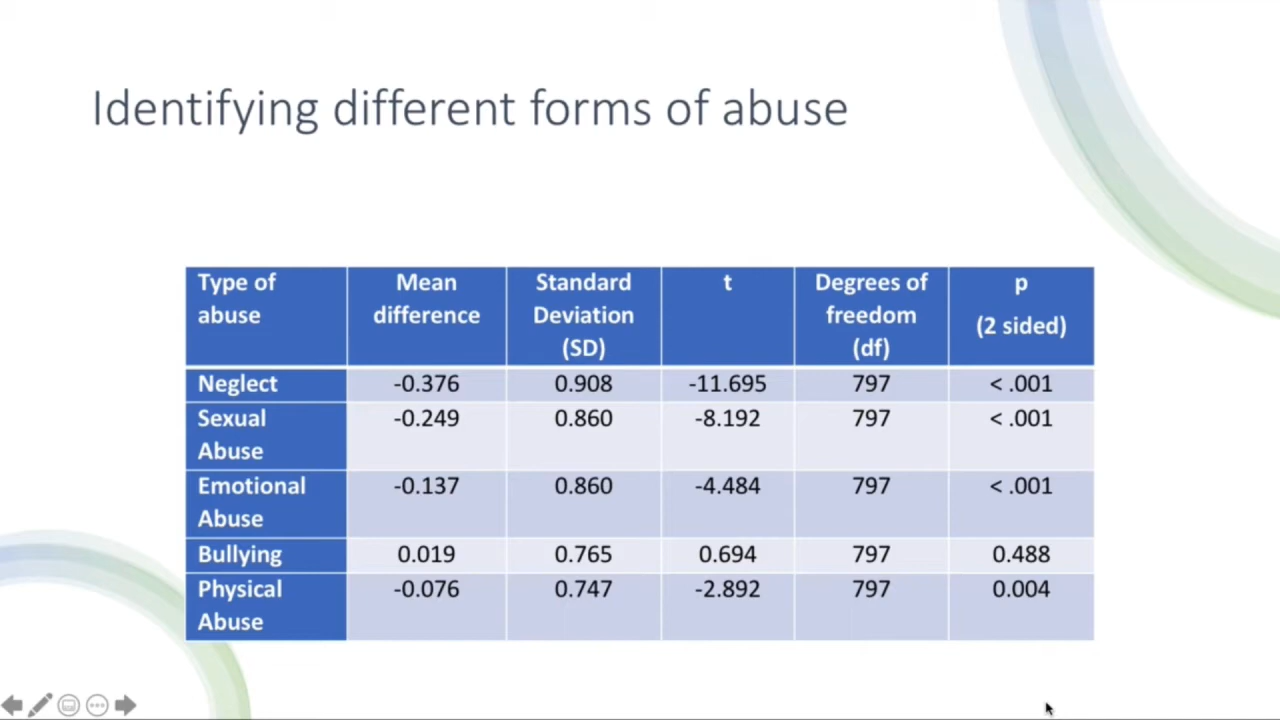 Identifying different forms of abuse
Type of abuse Mean difference Standard Deviation (SD) t Degrees of freedom (df) p (2 sided)
Neglect -0.376 0.908 -11.695 797 < .001
Sexual Abuse -0.249 0.860 -8.192 797 < .001
Emotional Abuse -0.137 0.860 -4.484 797 < .001
Bullying 0.019 0.765 0.694 797 0.488
Physical Abuse -0.076 0.747 -2.892 797 0.004